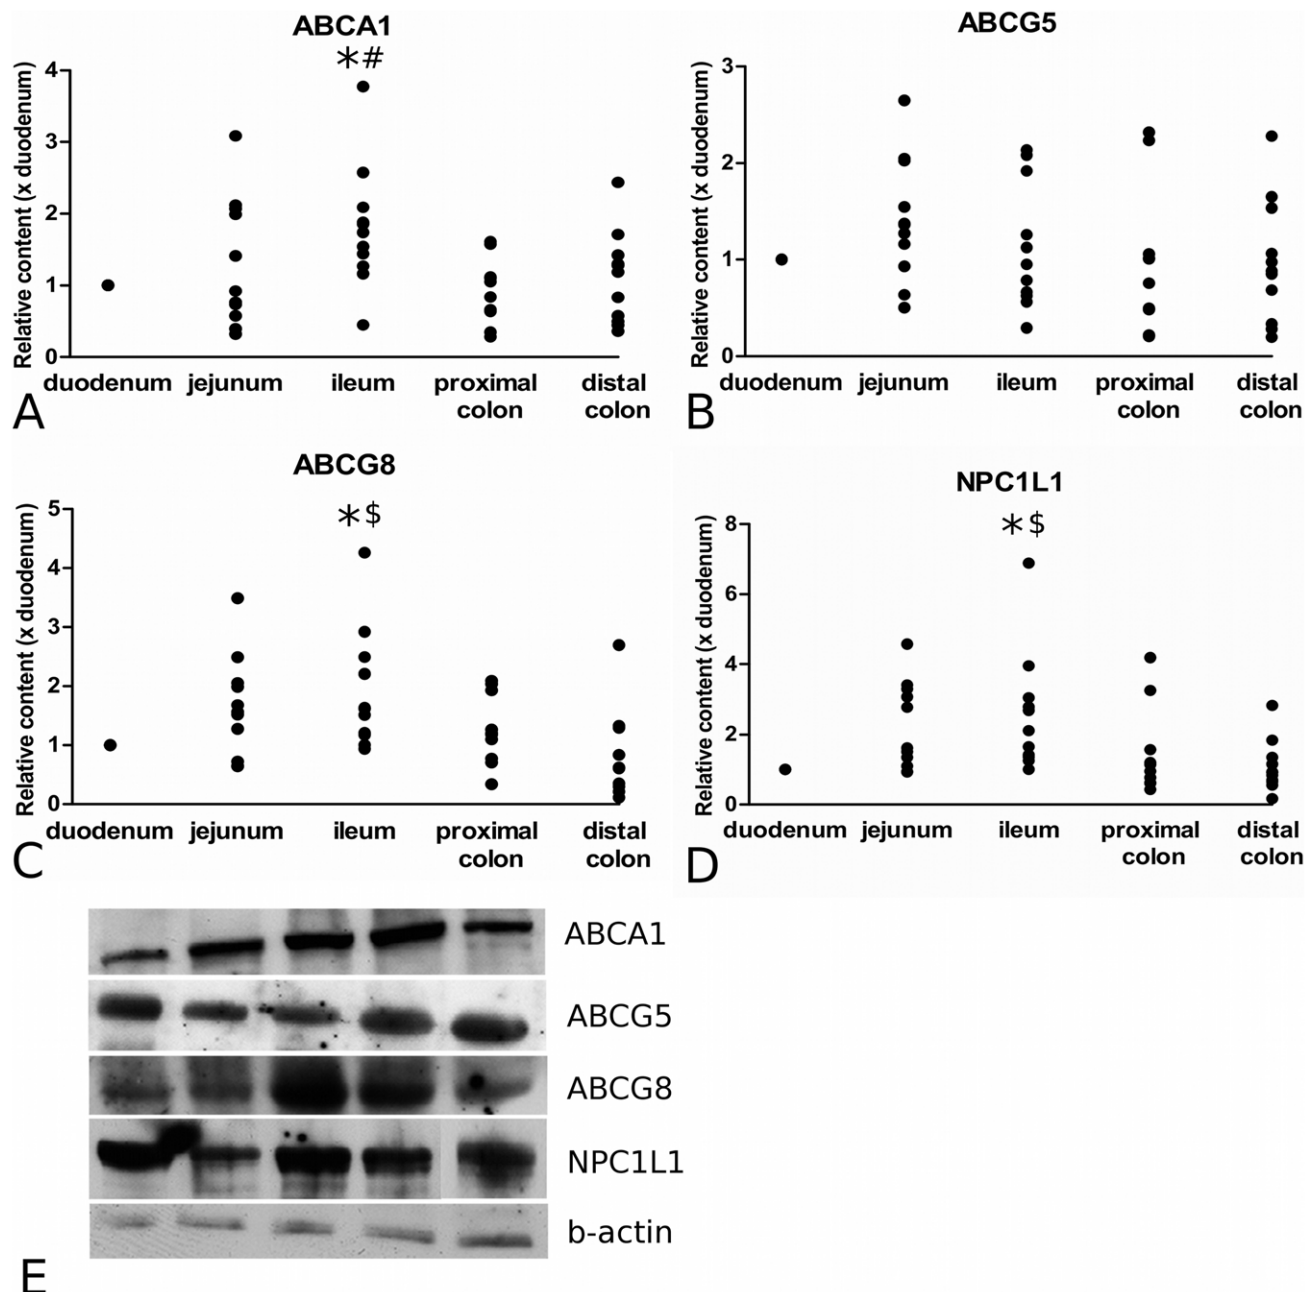 ABCA1
*#
Relative content (x duodenum)
4
3
2
1
0
duodenum jejunum ileum proximal colon distal colon
A
ABCG5
Relative content (x duodenum)
3
2
1
0
duodenum jejunum ileum proximal colon distal colon
B
ABCG8
*$
Relative content (x duodenum)
5
4
3
2
1
0
duodenum jejunum ileum proximal colon distal colon
C
NPC1L1
*$
Relative content (x duodenum)
8
6
4
2
0
duodenum jejunum ileum proximal colon distal colon
D
ABCA1
ABCG5
ABCG8
NPC1L1
b-actin
E